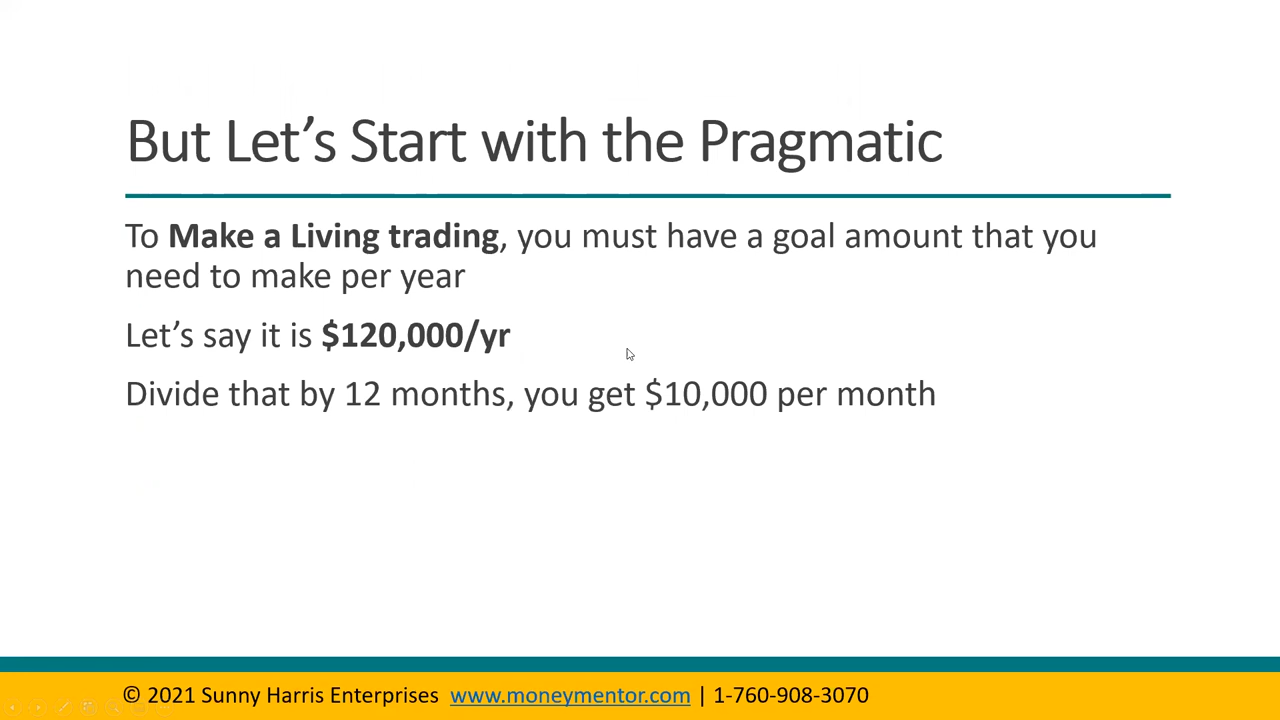 But Let’s Start with the Pragmatic
To Make a Living trading, you must have a goal amount that you
need to make per year
Let’s say it is $120,000/yr
Divide that by 12 months, you get $10,000 per month
© 2021 Sunny Harris Enterprises www.moneymentor.com | 1-760-908-3070